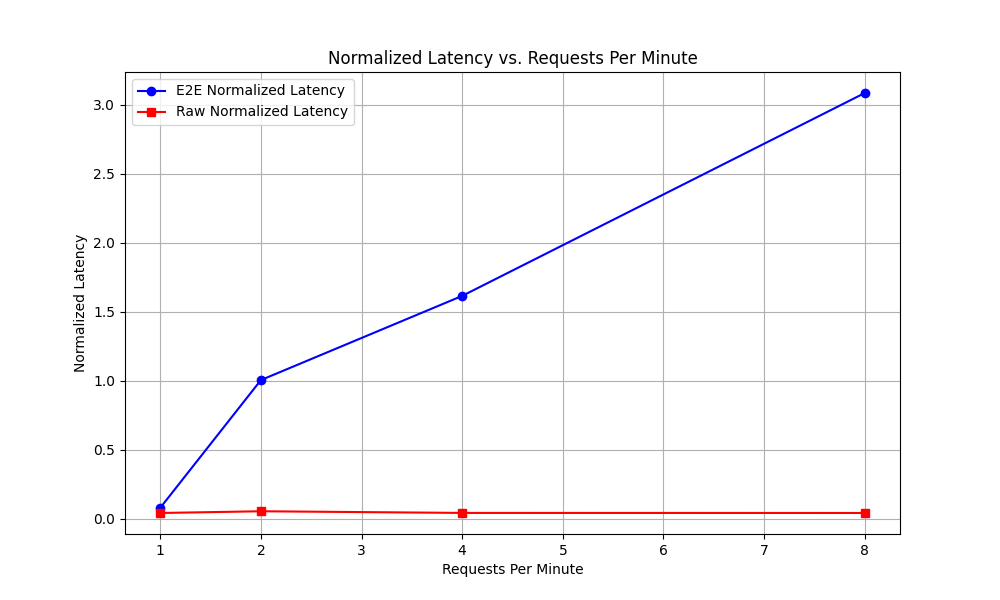 Normalized Latency vs. Requests Per Minute
E2E Normalized Latency
Raw Normalized Latency
3.0
2.5
2.0
1.5
1.0
0.5
0.0
Normalized Latency
1 2 3 4 5 6 7 8
Requests Per Minute